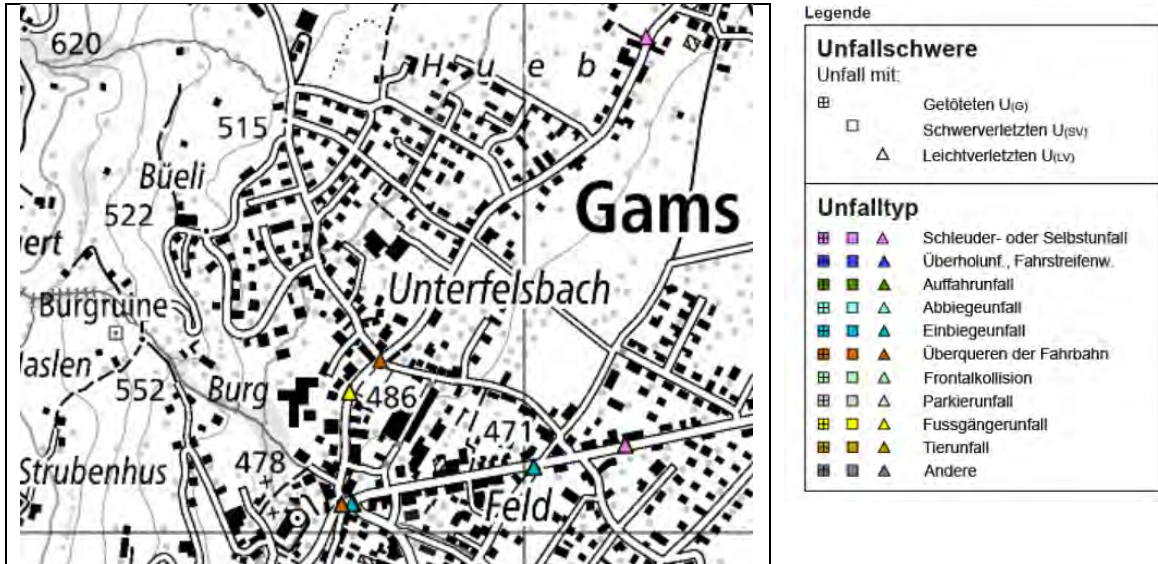 620
Hueb
515
Büeli
522
Gams
ert
Unterfelsbach
Burgruine
aslen
552
Burg
486
471
478
Strubenhus
Feld
Legende
Unfallschwere
Unfall mit:
Getöteten U(G)
Schwerverletzten U(SV)
Leichtverletzten U(LV)
Unfalltyp
Schleuder- oder Selbstunfall
Überholunf., Fahrstreifenw.
Auffahrunfall
Abbiegeunfall
Einbiegeunfall
Überqueren der Fahrbahn
Frontalkollision
Parkierunfall
Fussgängerunfall
Tierunfall
Andere